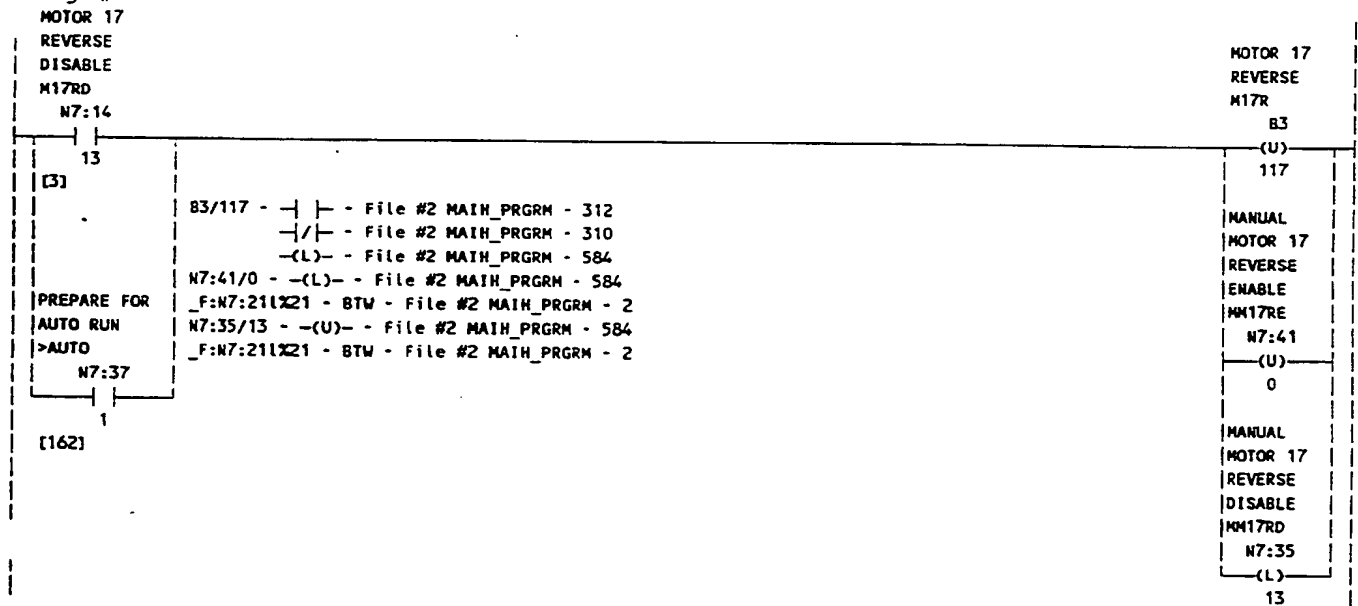 MOTOR 17
REVERSE
DISABLE
M17RD
N7:14
13
[3]
MOTOR 17
REVERSE
M17R
B3
(U)
117
B3/117 - ─┤ ├─ - File #2 MAIN_PRGRM - 312
─┤/├─ - File #2 MAIN_PRGRM - 310
─(L)─ - File #2 MAIN_PRGRM - 584
N7:41/0 - ─(L)─ - File #2 MAIN_PRGRM - 584
_F:N7:211%21 - BTW - File #2 MAIN_PRGRM - 2
N7:35/13 - ─(U)─ - File #2 MAIN_PRGRM - 584
_F:N7:211%21 - BTW - File #2 MAIN_PRGRM - 2
PREPARE FOR
AUTO RUN
>AUTO
N7:37
1
[162]
MANUAL
MOTOR 17
REVERSE
ENABLE
MM17RE
N7:41
(U)
0
MANUAL
MOTOR 17
REVERSE
DISABLE
MM17RD
N7:35
(L)
13